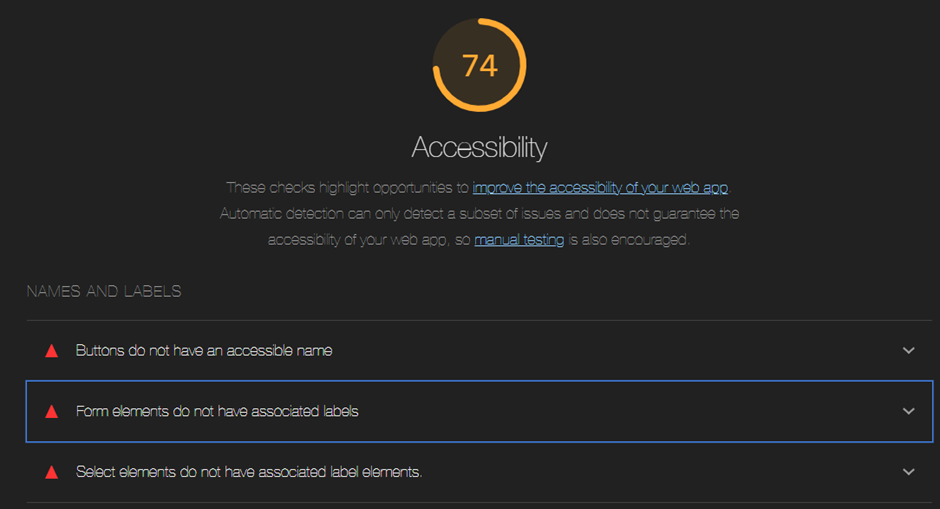 74
Accessibility
These checks highlight opportunities to improve the accessibility of your web app.
Automatic detection can only detect a subset of issues and does not guarantee the
accessibility of your web app, so manual testing is also encouraged.
NAMES AND LABELS
Buttons do not have an accessible name
Form elements do not have associated labels
Select elements do not have associated label elements.